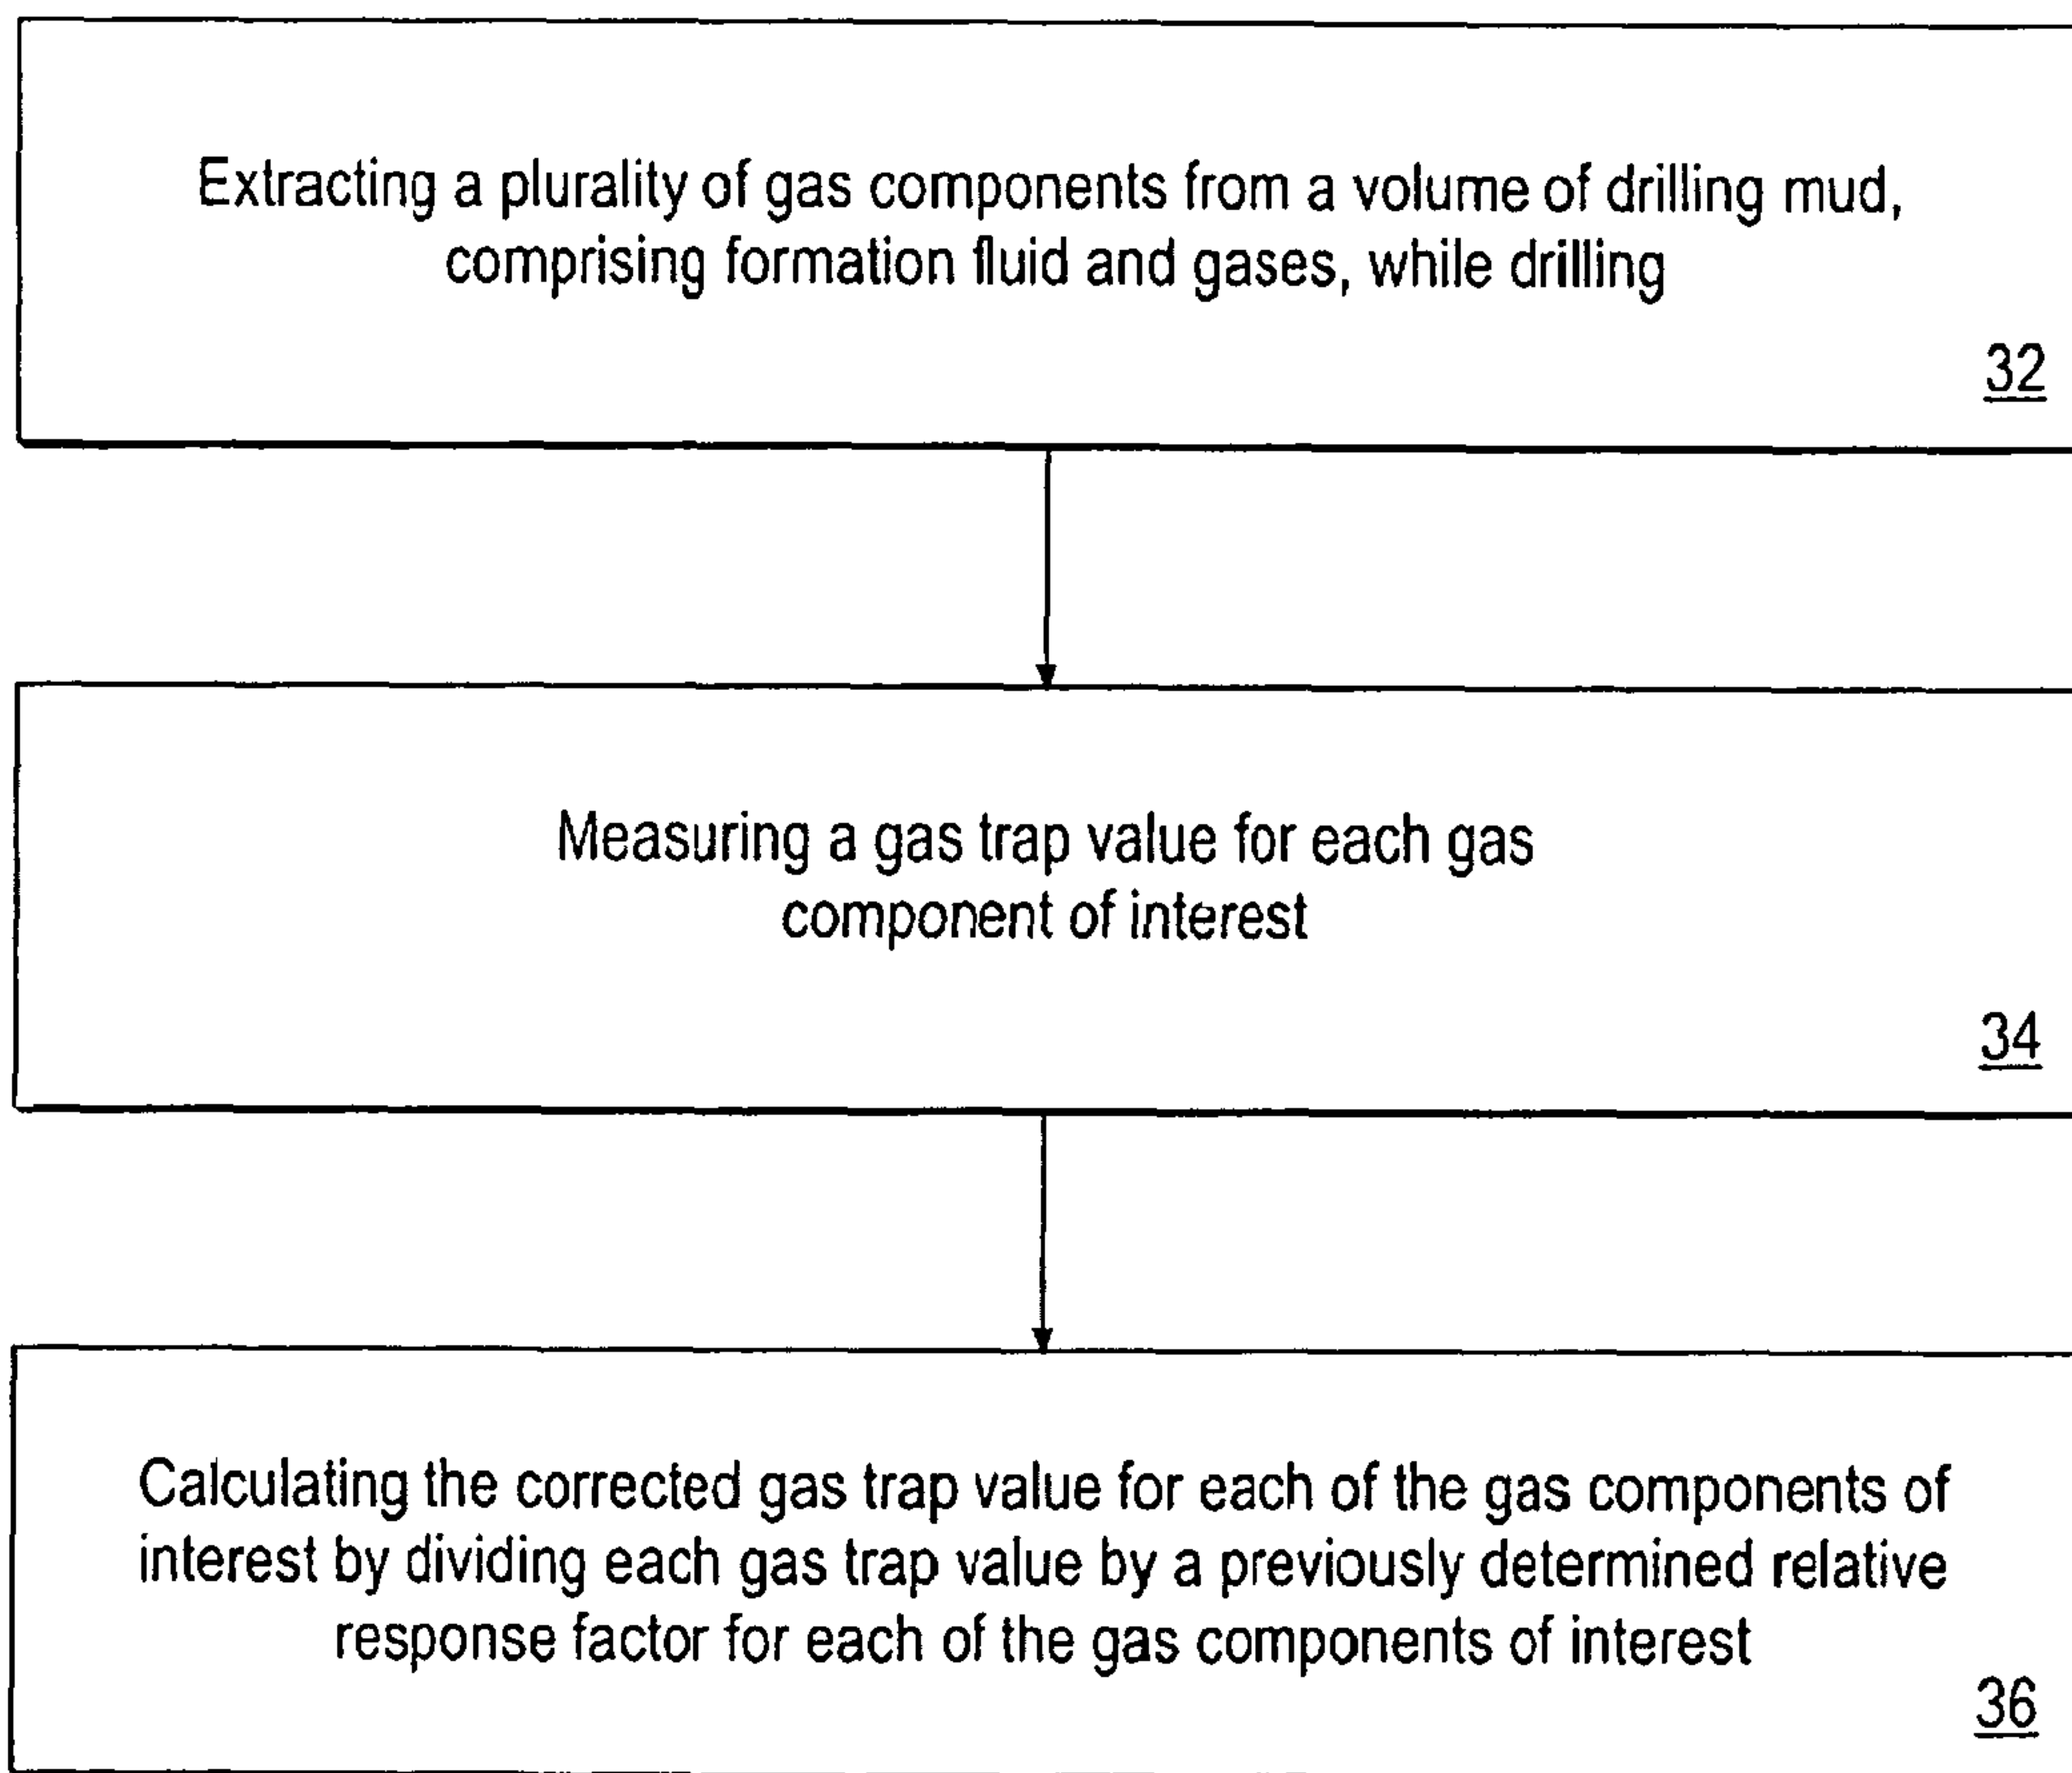 Extracting a plurality of gas components from a volume of drilling mud,
comprising formation fluid and gases, while drilling
32
Measuring a gas trap value for each gas
component of interest
34
Calculating the corrected gas trap value for each of the gas components of
interest by dividing each gas trap value by a previously determined relative
response factor for each of the gas components of interest
36